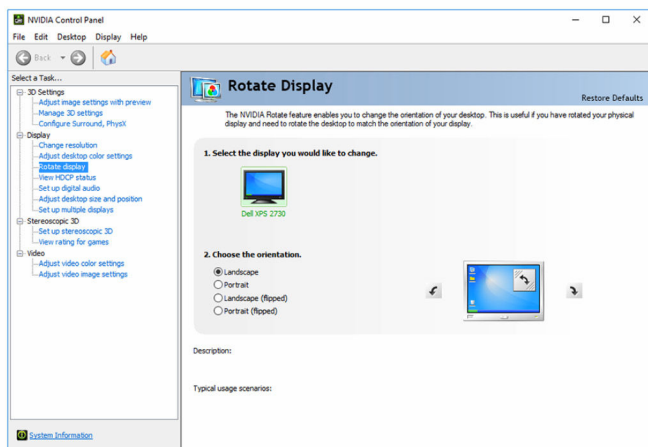 NVIDIA Control Panel
File Edit Desktop Display Help
Back
Select a Task...
3D Settings
Adjust image settings with preview
Manage 3D settings
Configure Surround, PhysX
Display
Change resolution
Adjust desktop color settings
Rotate display
View HDCP status
Set up digital audio
Adjust desktop size and position
Set up multiple displays
Stereoscopic 3D
Set up stereoscopic 3D
View rating for games
Video
Adjust video color settings
Adjust video image settings
System Information
Rotate Display
Restore Defaults
The NVIDIA Rotate feature enables you to change the orientation of your desktop. This is useful if you have rotated your physical
display and need to rotate the desktop to match the orientation of your display.
1. Select the display you would like to change.
Dell XPS 2730
2. Choose the orientation.
Landscape
Portrait
Landscape (flipped)
Portrait (flipped)
Description:
Typical usage scenarios: